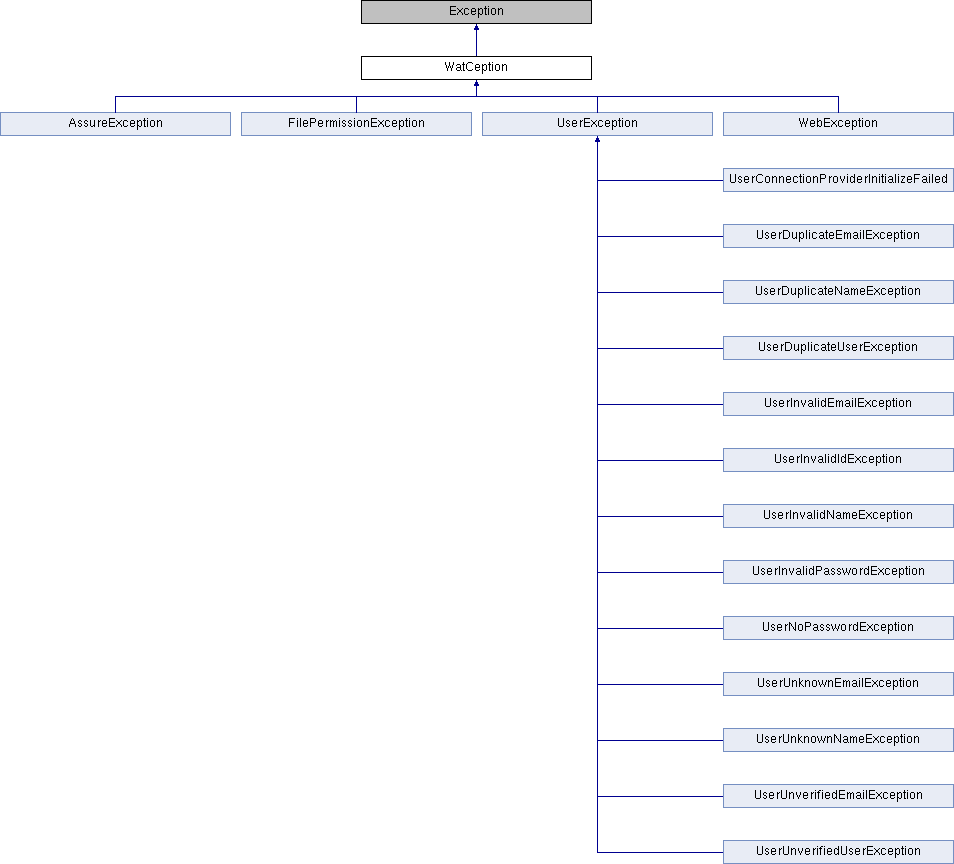 Exception
WatCeption
AssureException
FilePermissionException
UserException
WebException
UserConnectionProviderInitializeFailed
UserDuplicateEmailException
UserDuplicateNameException
UserDuplicateUserException
UserInvalidEmailException
UserInvalidIdException
UserInvalidNameException
UserInvalidPasswordException
UserNoPasswordException
UserUnknownEmailException
UserUnknownNameException
UserUnverifiedEmailException
UserUnverifiedUserException